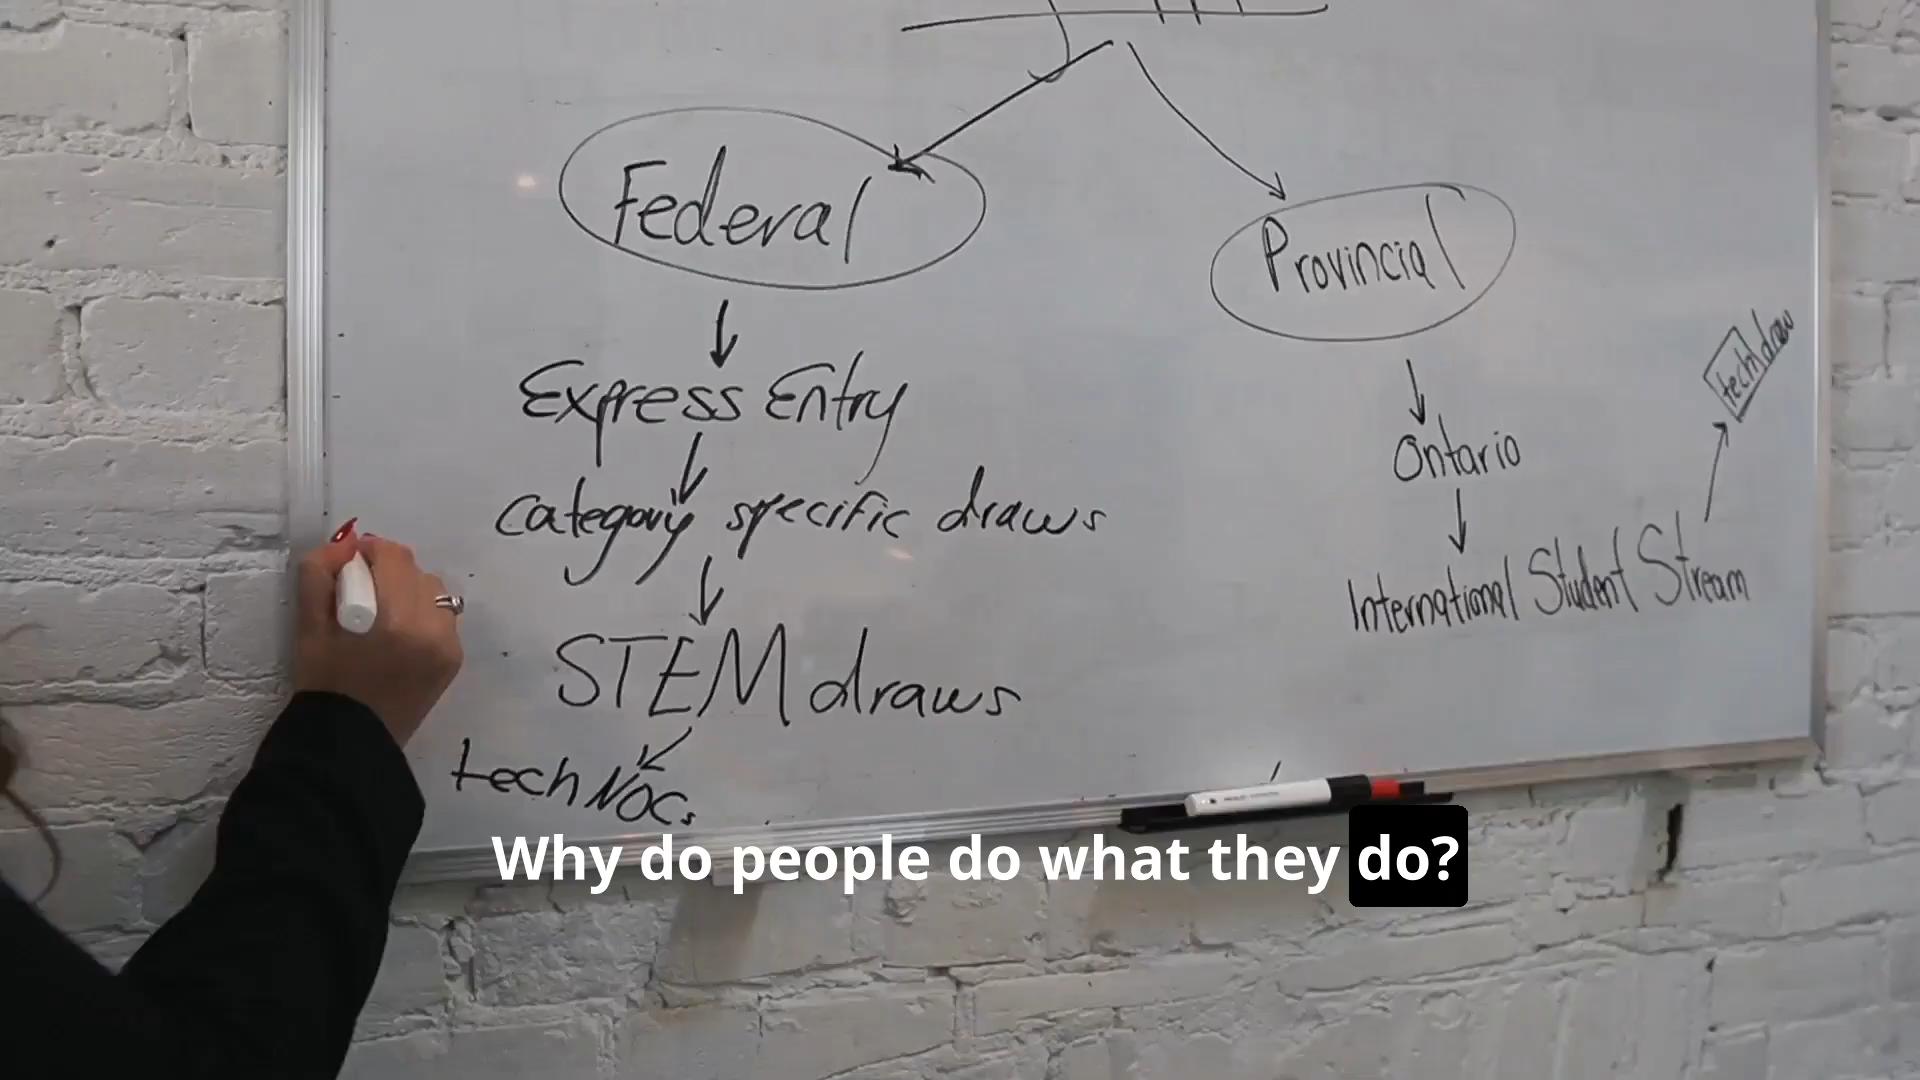 Federal
Provincial
Express Entry
category specific draws
STEM draws
tech NOCs
Ontario
International Student Stream
tech draw
Why do people do what they do?